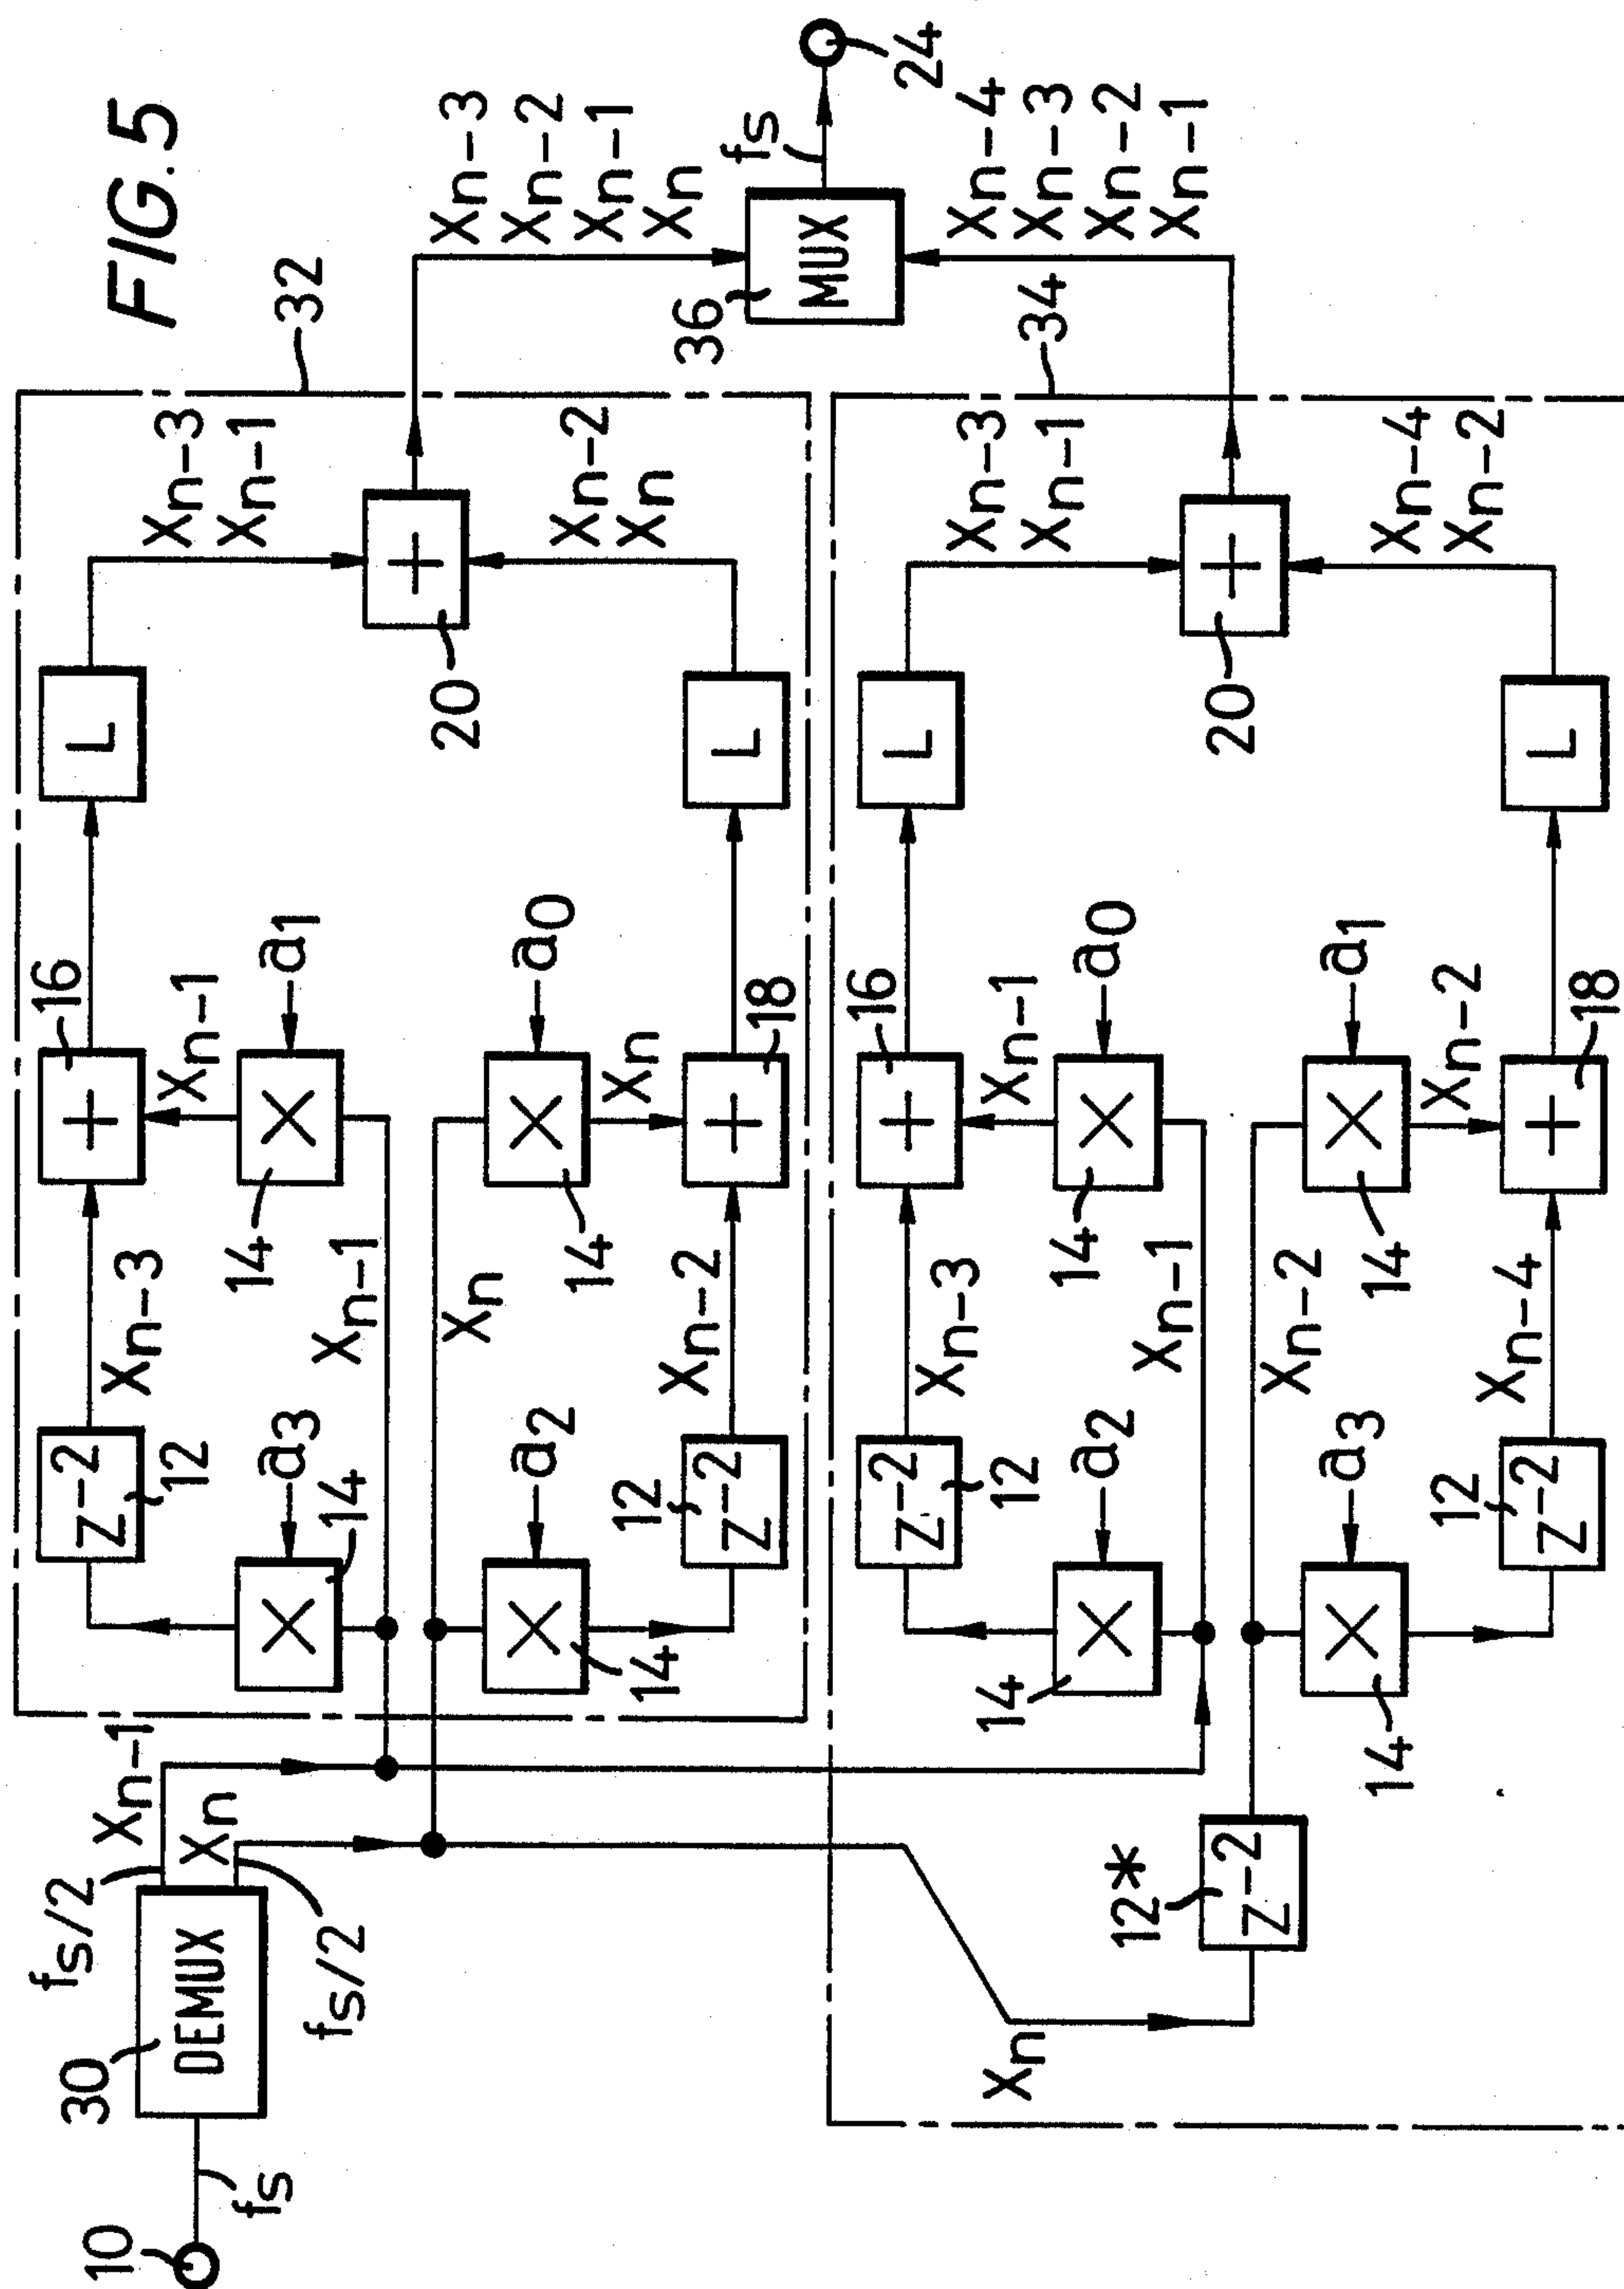 FIG. 5
10
fs
30
DEMUX
fs/2
Xn-1
Xn
fs/2
32
a3
14
Z-2
12
Xn-3
16
+
×
Xn-1
14
×
a1
Xn-1
L
Xn-3
Xn-1
Xn
a2
×
14
12
Z-2
Xn-2
a0
×
14
Xn
+
18
L
Xn-2
Xn
+
20
Xn-3
Xn-2
Xn-1
Xn
36
MUX
fs
24
Xn-4
Xn-3
Xn-2
Xn-1
34
Xn
12*
Z-2
14
×
a2
Z-2
12
Xn-3
16
+
Xn-1
14
×
a0
Xn-1
L
Xn-3
Xn-1
Xn-2
a3
×
14
12
Z-2
Xn-4
a1
×
14
Xn-2
+
18
L
Xn-4
Xn-2
+
20